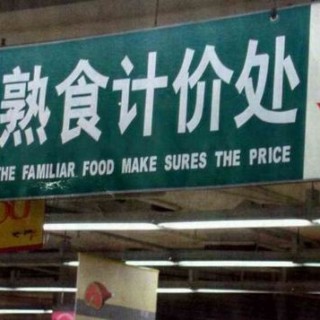 熟食计价处
THE FAMILIAR FOOD MAKE SURES THE PRICE